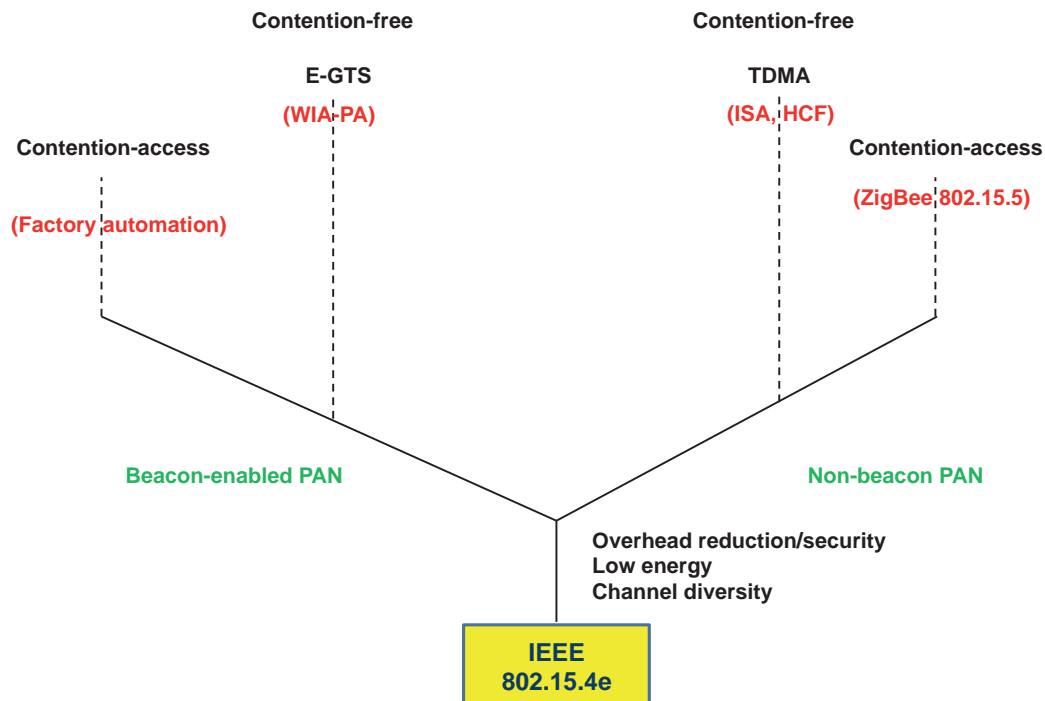 Contention-free
Contention-free
E-GTS
TDMA
(WIA-PA)
(ISA, HCF)
Contention-access
Contention-access
(ZigBee 802.15.5)
(Factory automation)
Beacon-enabled PAN
Non-beacon PAN
Overhead reduction/security
Low energy
Channel diversity
IEEE
802.15.4e